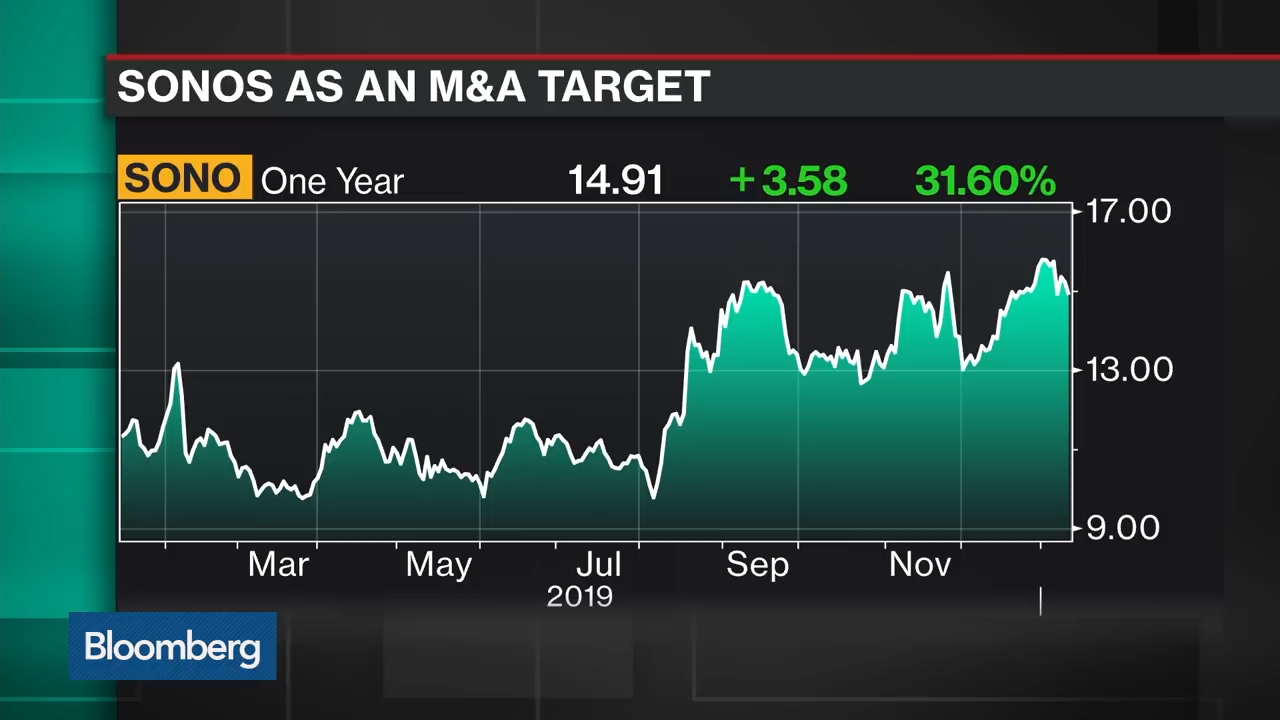 SONOS AS AN M&A TARGET
SONO One Year 14.91 +3.58 31.60%
17.00
13.00
9.00
Mar May Jul Sep Nov
2019
Bloomberg